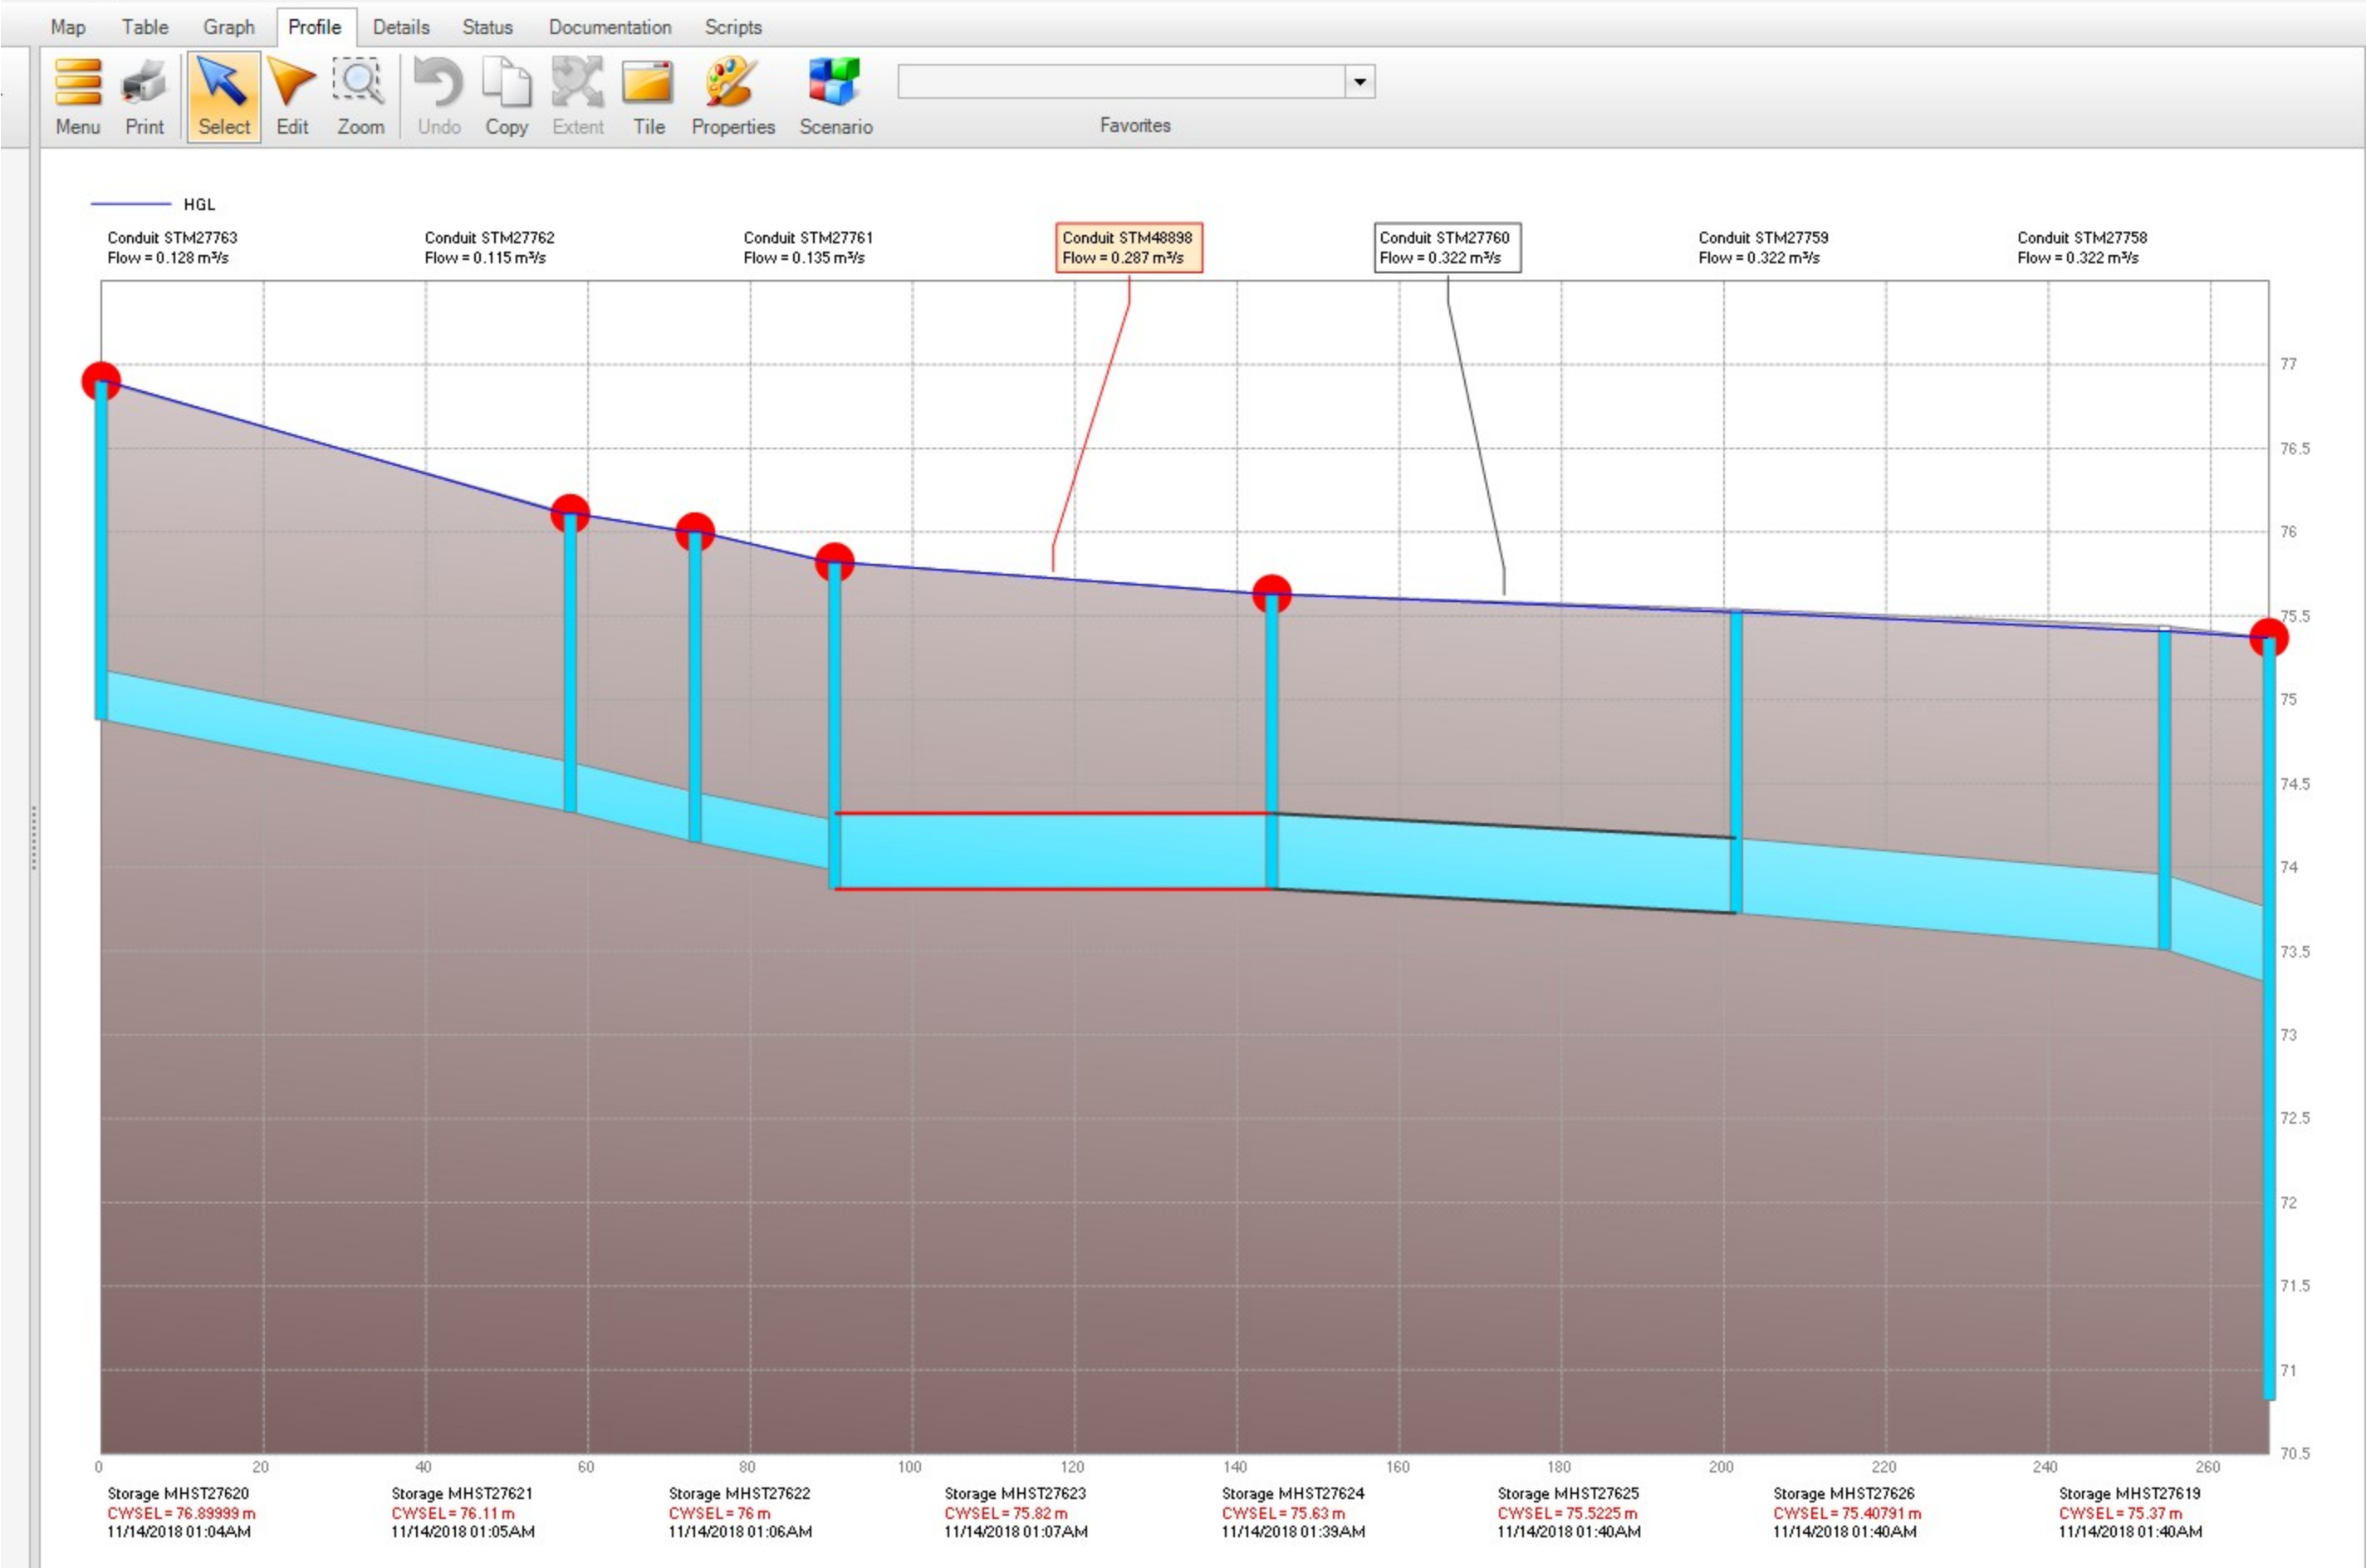 Map Table Graph Profile Details Status Documentation Scripts
Menu Print Select Edit Zoom Undo Copy Extent Tile Properties Scenario Favorites
HGL
Conduit STM27763
Flow = 0.128 m³/s
Conduit STM27762
Flow = 0.115 m³/s
Conduit STM27761
Flow = 0.135 m³/s
Conduit STM48898
Flow = 0.287 m³/s
Conduit STM27760
Flow = 0.322 m³/s
Conduit STM27759
Flow = 0.322 m³/s
Conduit STM27758
Flow = 0.322 m³/s
77
76.5
76
75.5
75
74.5
74
73.5
73
72.5
72
71.5
71
70.5
0 20 40 60 80 100 120 140 160 180 200 220 240 260
Storage MHST27620
CWSEL = 76.89999 m
11/14/2018 01:04AM
Storage MHST27621
CWSEL = 76.11 m
11/14/2018 01:05AM
Storage MHST27622
CWSEL = 76 m
11/14/2018 01:06AM
Storage MHST27623
CWSEL = 75.82 m
11/14/2018 01:07AM
Storage MHST27624
CWSEL = 75.63 m
11/14/2018 01:39AM
Storage MHST27625
CWSEL = 75.5225 m
11/14/2018 01:40AM
Storage MHST27626
CWSEL = 75.40791 m
11/14/2018 01:40AM
Storage MHST27619
CWSEL = 75.37 m
11/14/2018 01:40AM